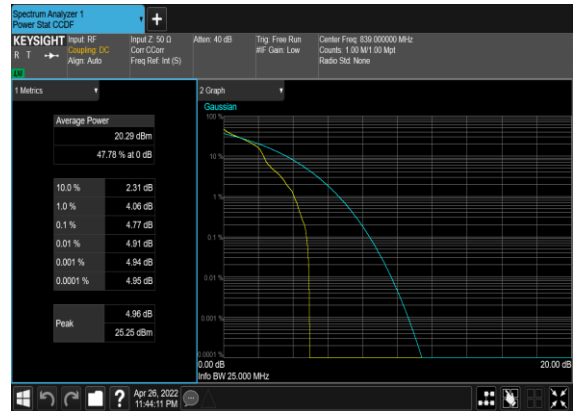 Spectrum Analyzer 1
Power Stat CCDF
KEYSIGHT
R T
LW
Input: RF
Coupling: DC
Align: Auto
Input Z: 50 Ω
Corr CCorr
Freq Ref: Int (S)
Atten: 40 dB
Trig: Free Run
#IF Gain: Low
Center Freq: 839.000000 MHz
Counts: 1.00 M/1.00 Mpt
Radio Std: None
1 Metrics
Average Power
20.29 dBm
47.78 % at 0 dB
10.0 % 2.31 dB
1.0 % 4.06 dB
0.1 % 4.77 dB
0.01 % 4.91 dB
0.001 % 4.94 dB
0.0001 % 4.95 dB
Peak
4.96 dB
25.25 dBm
2 Graph
Gaussian
100 %
10 %
1 %
0.1 %
0.01 %
0.001 %
0.0001 %
0.00 dB 20.00 dB
Info BW 25.000 MHz
Apr 26, 2022
11:44:11 PM